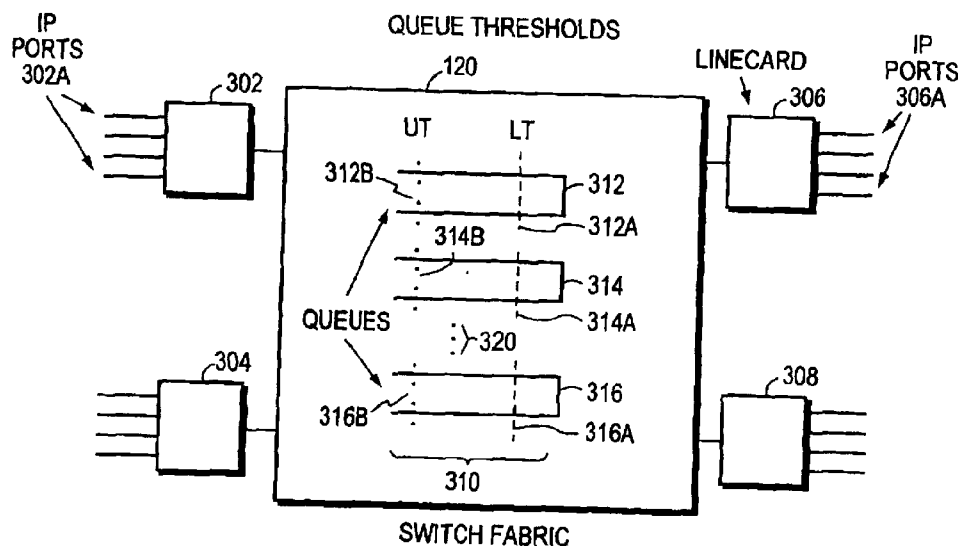 QUEUE THRESHOLDS
IP
PORTS
302A
302
120
LINECARD
306
IP
PORTS
306A
UT
LT
312B
312
312A
314B
314
314A
QUEUES
320
304
316
316B
316A
308
310
SWITCH FABRIC